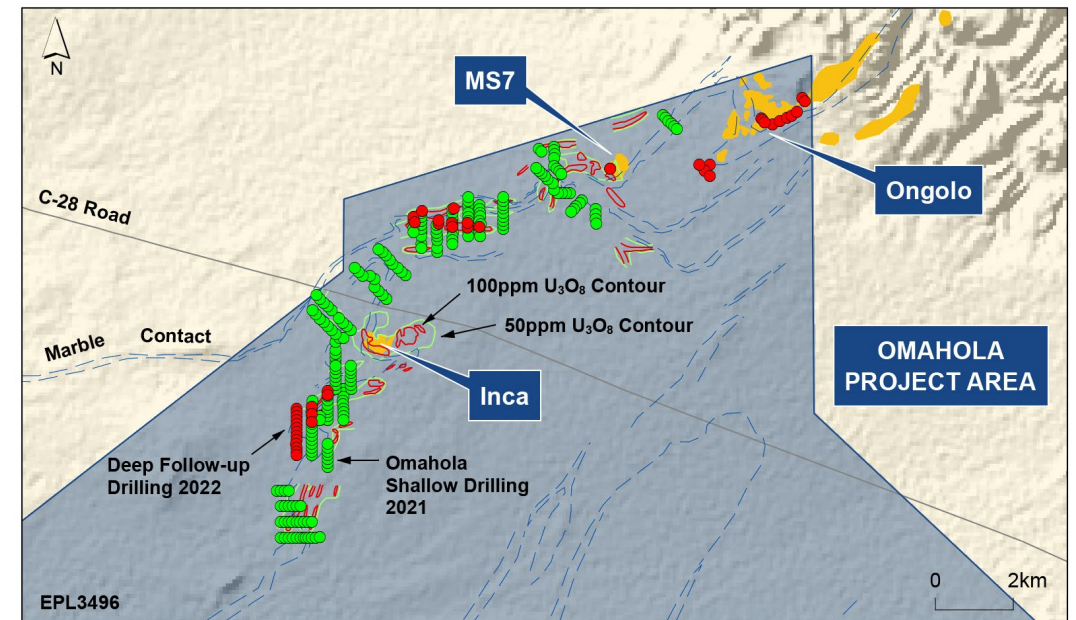 N
MS7
Ongolo
C-28 Road
100ppm U₃O₈ Contour
50ppm U₃O₈ Contour
Marble Contact
OMAHOLA
PROJECT AREA
Inca
Deep Follow-up
Drilling 2022
Omahola
Shallow Drilling
2021
EPL3496
0 2km